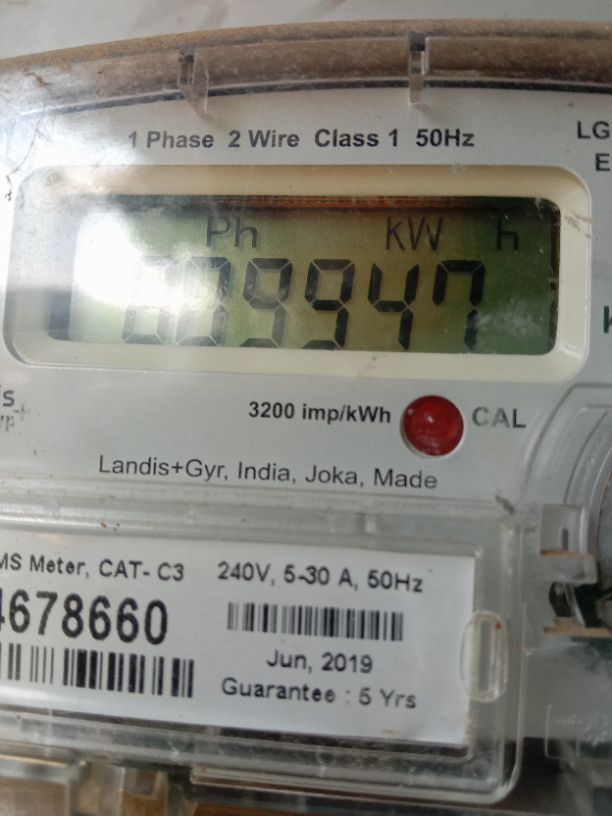 1 Phase 2 Wire Class 1 50Hz
LG
E
Ph kW h
009947
3200 imp/kWh
CAL
Landis+Gyr, India, Joka, Made
MS Meter, CAT- C3
240V, 5-30 A, 50Hz
4678660
Jun, 2019
Guarantee : 5 Yrs